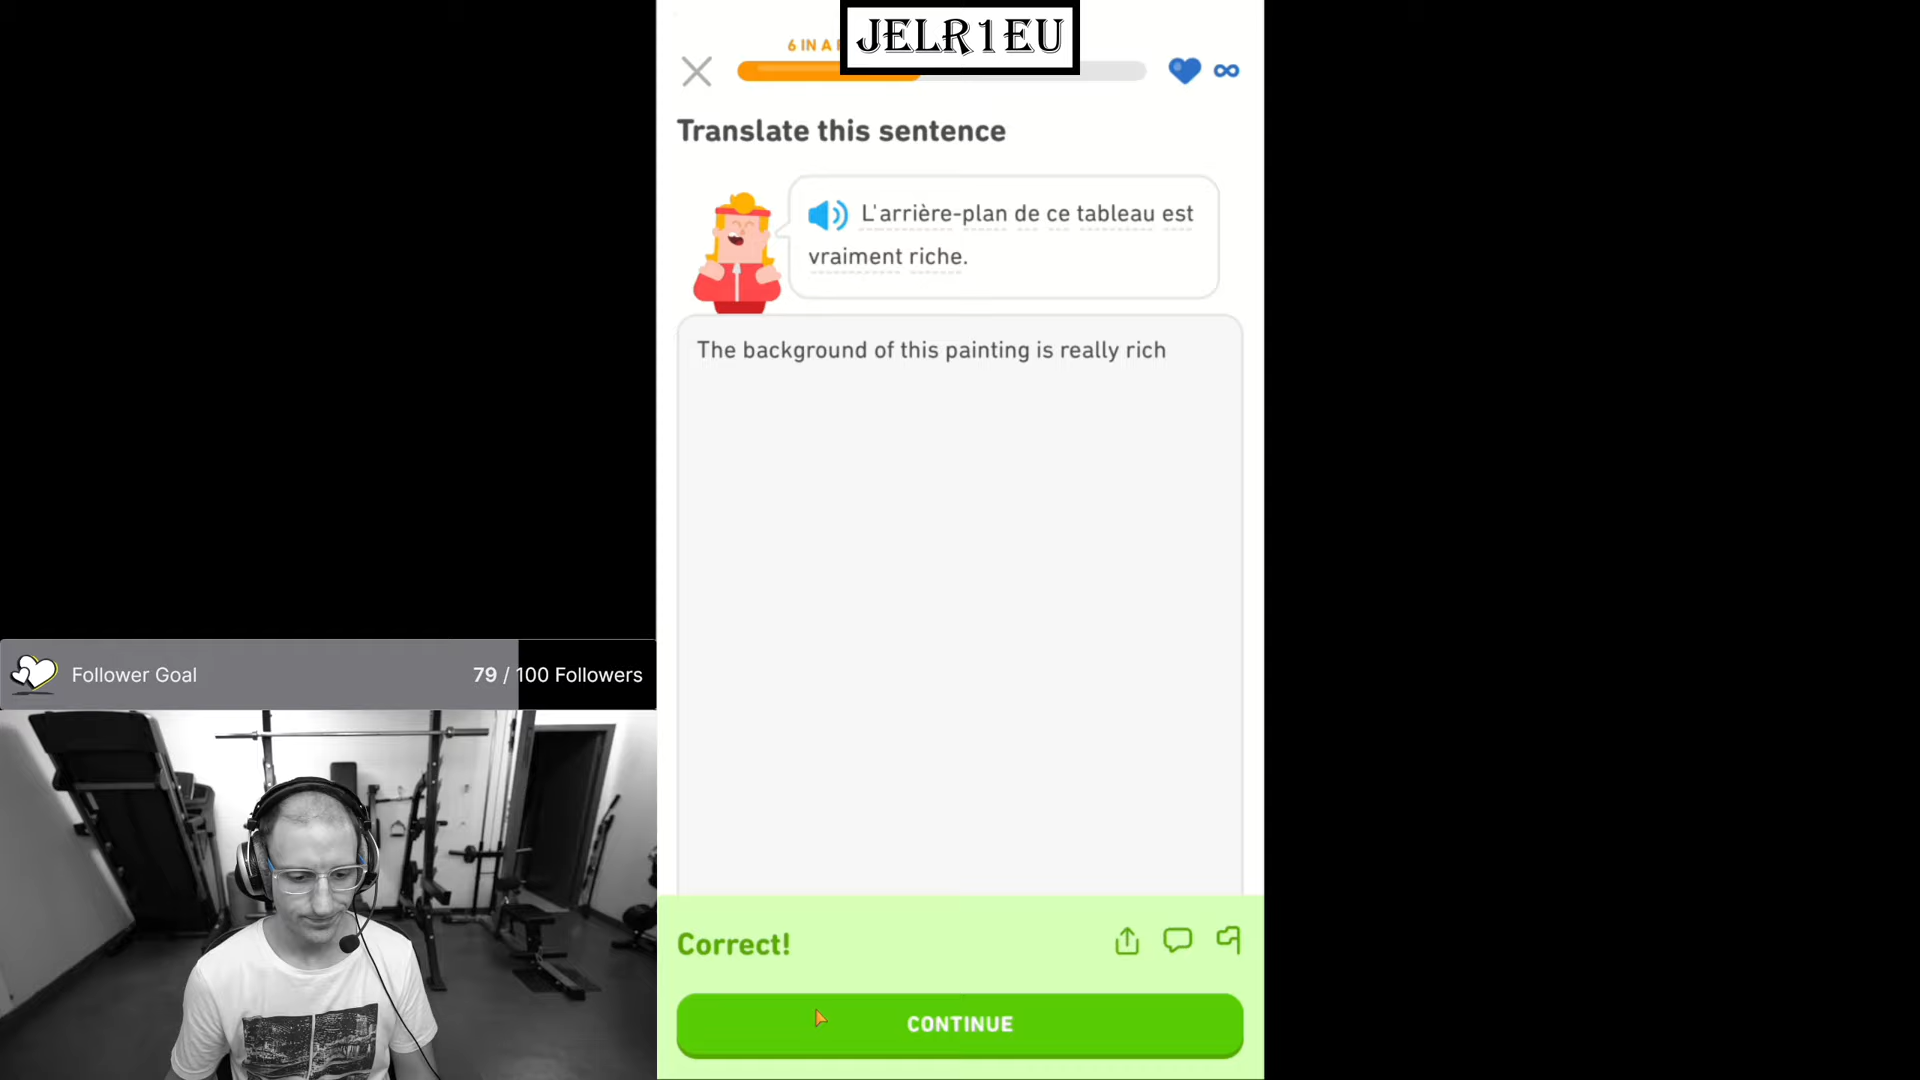 JELR1EU
6 IN A
Translate this sentence
L'arrière-plan de ce tableau est
vraiment riche.
The background of this painting is really rich
Follower Goal
79 / 100 Followers
Correct!
CONTINUE